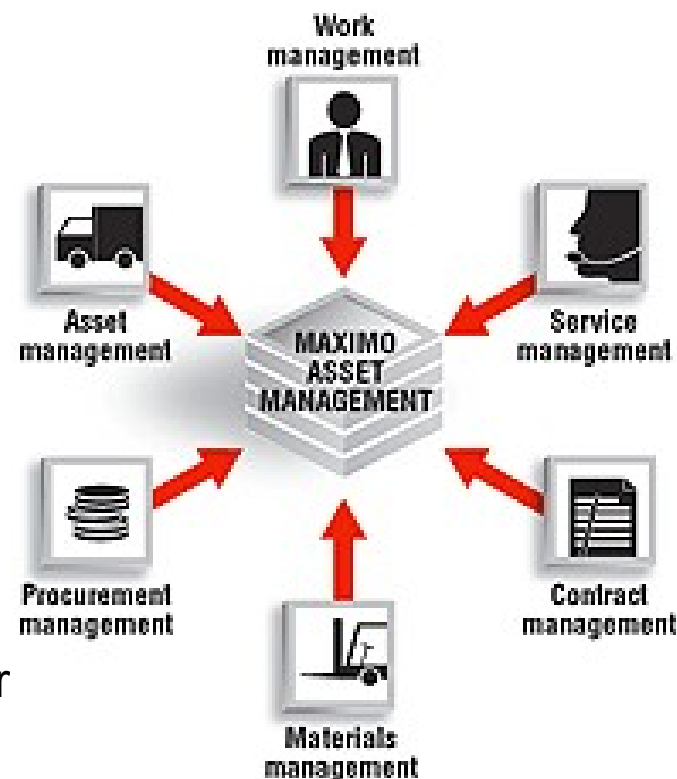 Work
management
Asset
management
Service
management
MAXIMO
ASSET
MANAGEMENT
Procurement
management
Contract
management
r
Materials
management